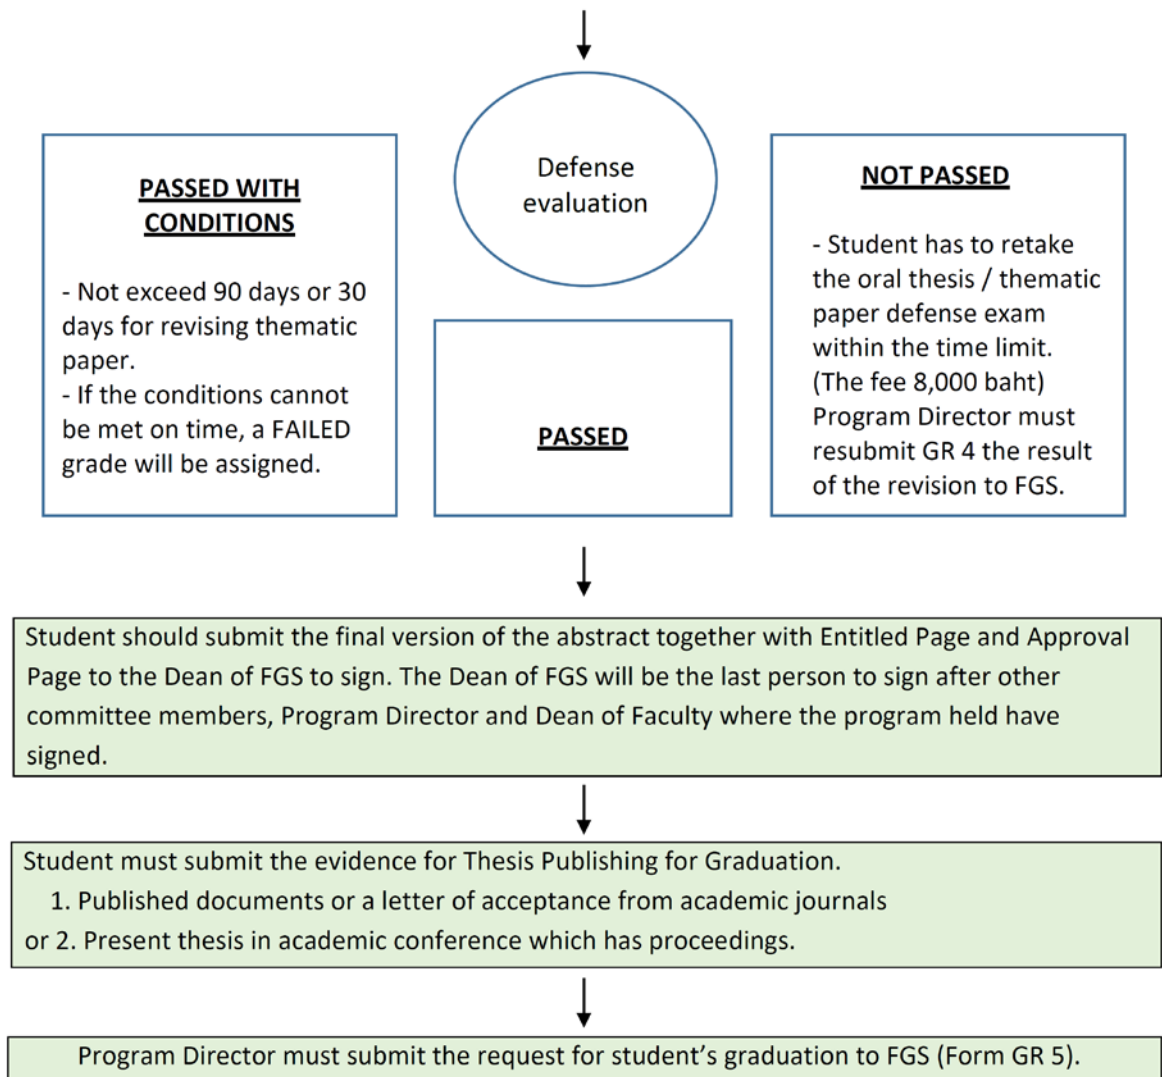 Defense
evaluation
PASSED WITH
CONDITIONS
- Not exceed 90 days or 30
days for revising thematic
paper.
- If the conditions cannot
be met on time, a FAILED
grade will be assigned.
PASSED
NOT PASSED
- Student has to retake
the oral thesis / thematic
paper defense exam
within the time limit.
(The fee 8,000 baht)
Program Director must
resubmit GR 4 the result
of the revision to FGS.
Student should submit the final version of the abstract together with Entitled Page and Approval
Page to the Dean of FGS to sign. The Dean of FGS will be the last person to sign after other
committee members, Program Director and Dean of Faculty where the program held have
signed.
Student must submit the evidence for Thesis Publishing for Graduation.
1. Published documents or a letter of acceptance from academic journals
or 2. Present thesis in academic conference which has proceedings.
Program Director must submit the request for student’s graduation to FGS (Form GR 5).